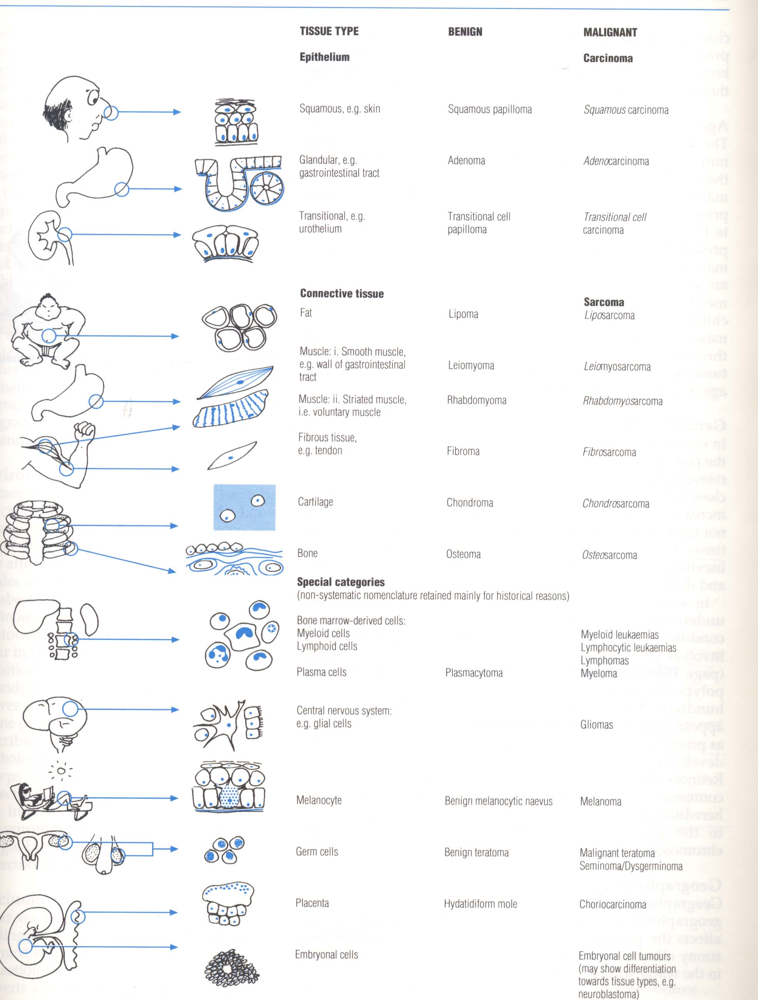 TISSUE TYPE BENIGN MALIGNANT
Epithelium Carcinoma
Squamous, e.g. skin Squamous papilloma Squamous carcinoma
Glandular, e.g. Adenoma Adenocarcinoma
gastrointestinal tract
Transitional, e.g. Transitional cell Transitional cell
urothelium papilloma carcinoma
Connective tissue
Sarcoma
Fat Lipoma Liposarcoma
Muscle: i. Smooth muscle,
e.g. wall of gastrointestinal Leiomyoma Leiomyosarcoma
tract
Muscle: ii. Striated muscle, Rhabdomyoma Rhabdomyosarcoma
i.e. voluntary muscle
Fibrous tissue,
e.g. tendon Fibroma Fibrosarcoma
Cartilage Chondroma Chondrosarcoma
Bone Osteoma Osteosarcoma
Special categories
(non-systematic nomenclature retained mainly for historical reasons)
Bone marrow-derived cells:
Myeloid cells Myeloid leukaemias
Lymphoid cells Lymphocytic leukaemias
Lymphomas
Plasma cells Plasmacytoma Myeloma
Central nervous system:
e.g. glial cells Gliomas
Melanocyte Benign melanocytic naevus Melanoma
Germ cells Benign teratoma Malignant teratoma
Seminoma/Dysgerminoma
Placenta Hydatidiform mole Choriocarcinoma
Embryonal cells Embryonal cell tumours
(may show differentiation
towards tissue types, e.g.
neuroblastoma)